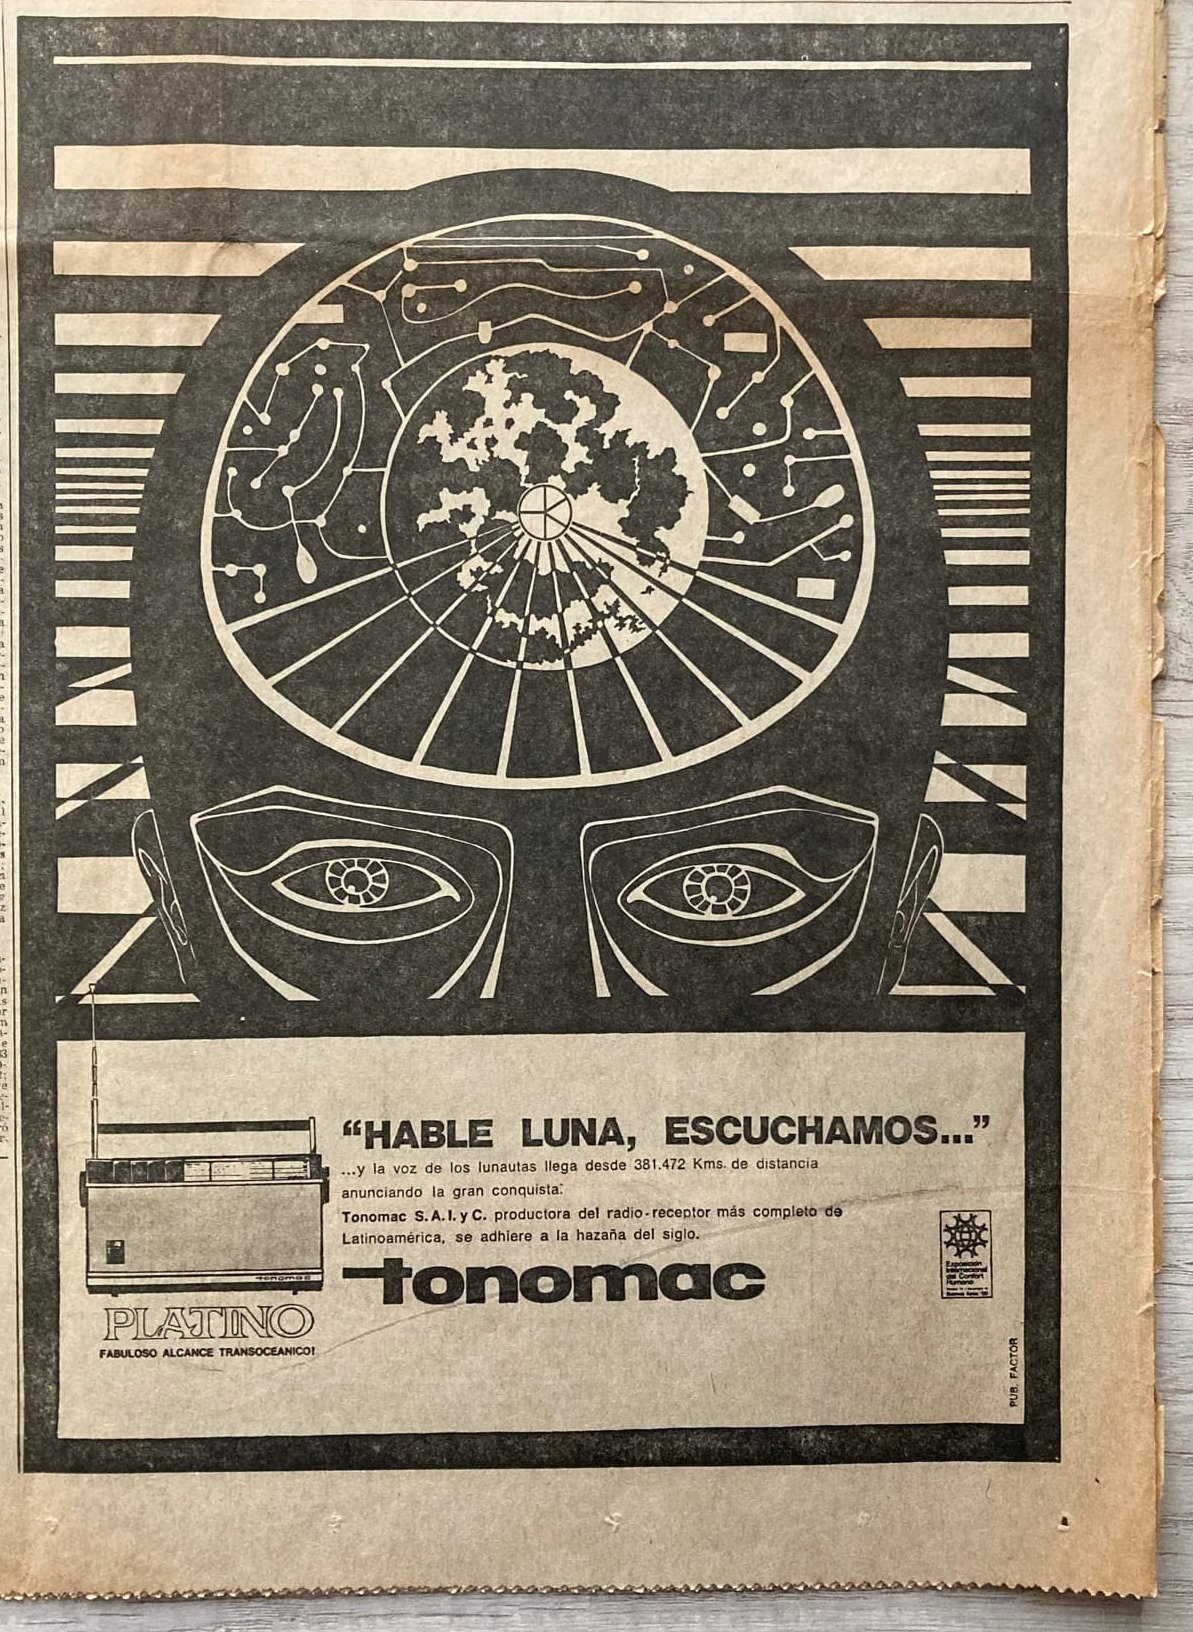 "HABLE LUNA, ESCUCHAMOS..."
...y la voz de los lunautas llega desde 381.472 Kms. de distancia
anunciando la gran conquista:
Tonomac S.A.I. y C. productora del radio-receptor más completo de
Latinoamérica, se adhiere a la hazaña del siglo.
tonomac
tonomac
PLATINO
FABULOSO ALCANCE TRANSOCEANICO!
Exposición
Internacional
del Confort
Humano
PUB. FACTOR